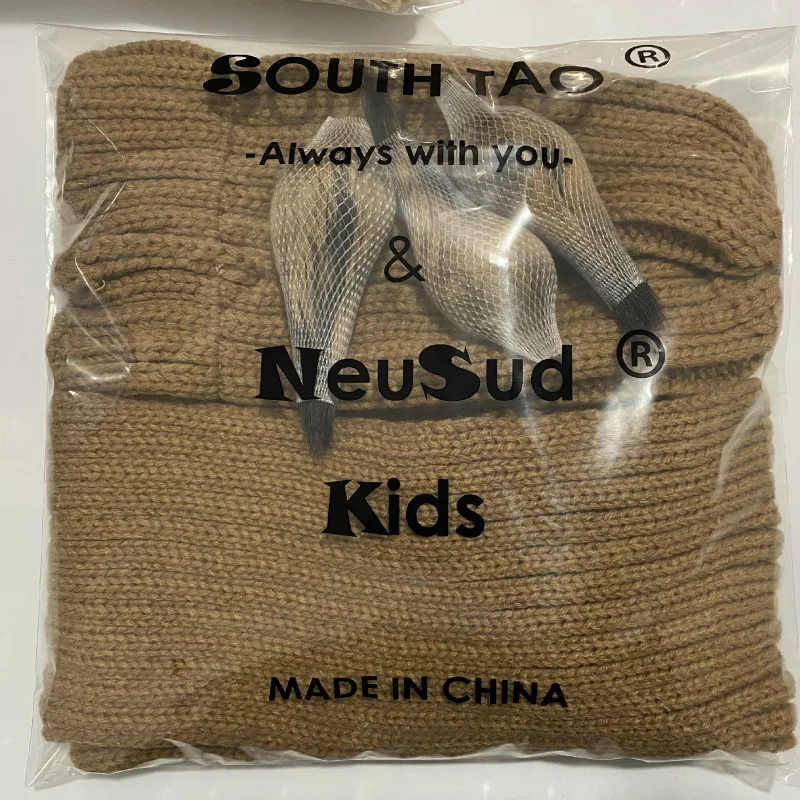 SOUTH TAO ®
-Always with you-
&
NeuSud ®
Kids
MADE IN CHINA